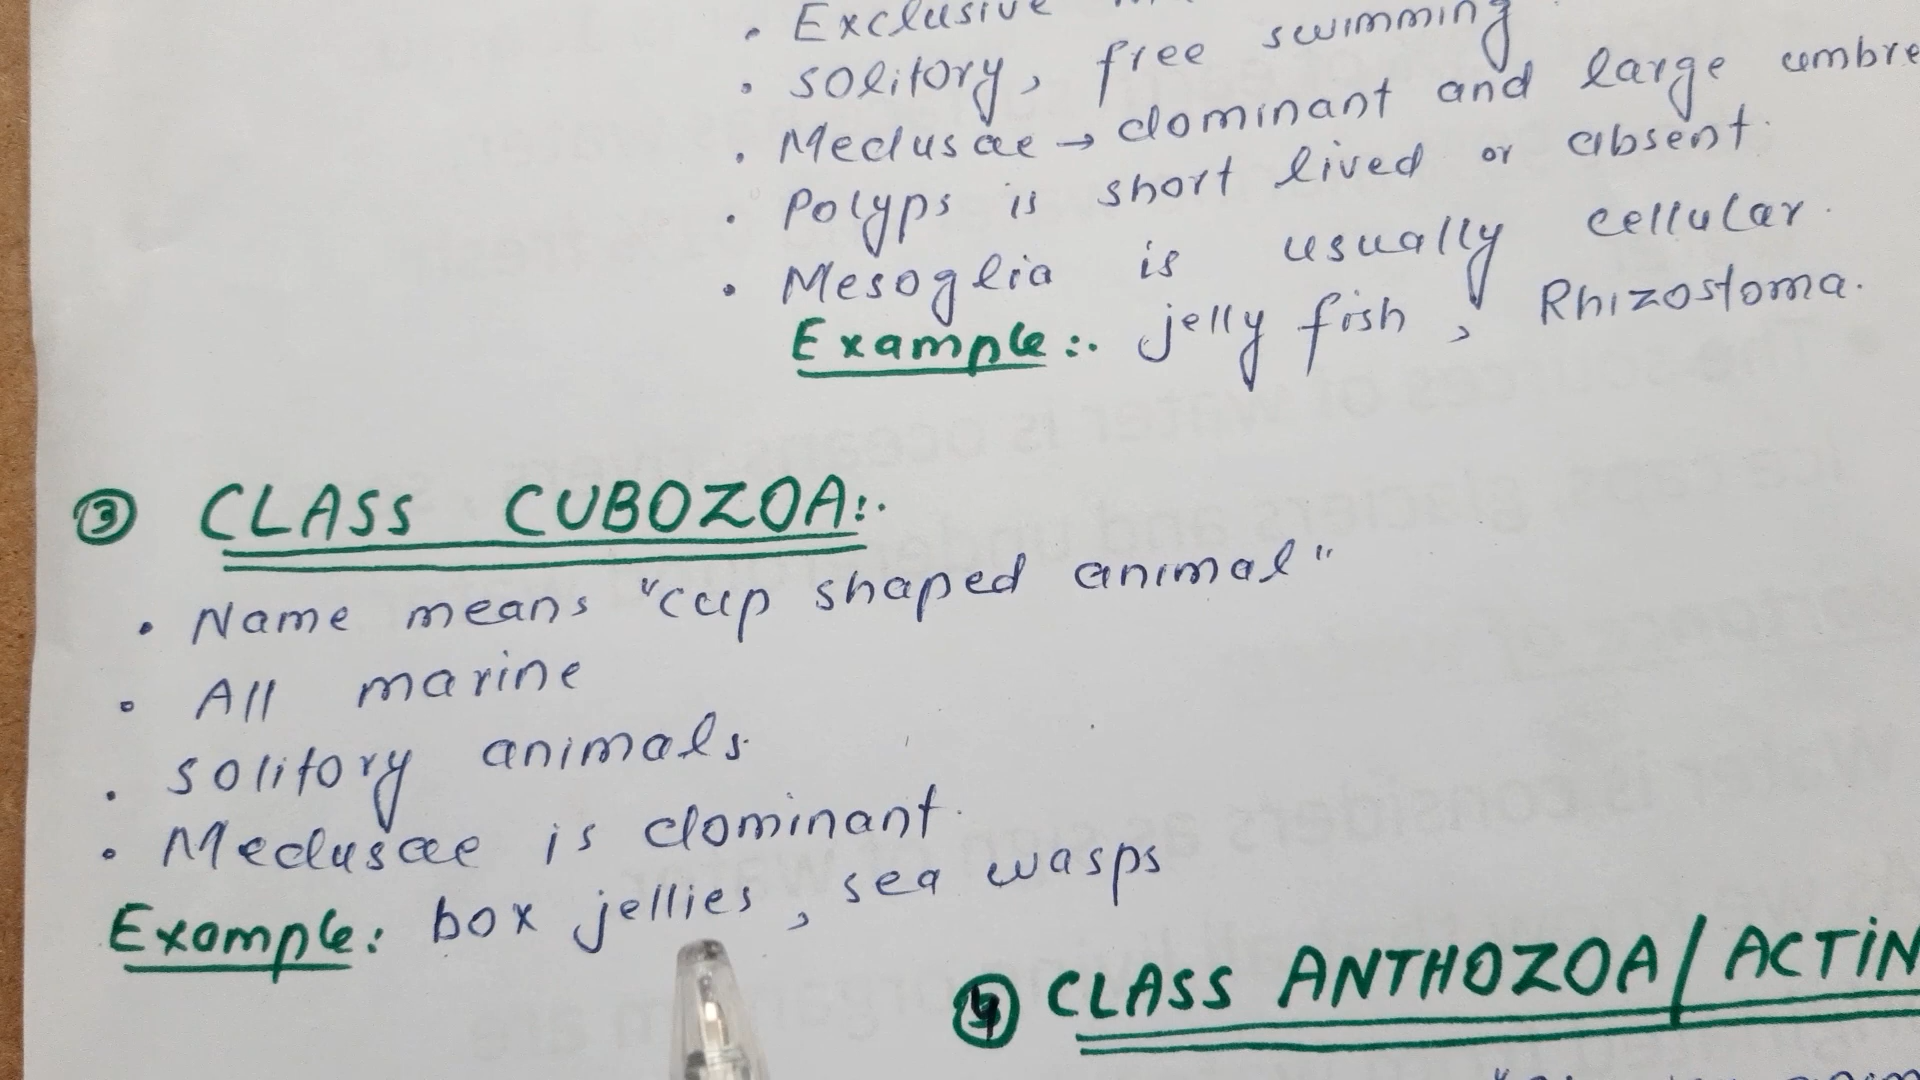 • Exclusive
• solitory, free swimming
• Medusae → dominant and large umbre
• Polyps is short lived or absent.
• Mesoglia is usually cellular.
Example:. jelly fish, Rhizostoma.
③ CLASS CUBOZOA:.
• Name means "cup shaped animal"
• All marine
• solitory animals.
• Medusae is dominant.
Example: box jellies, sea wasps
④ CLASS ANTHOZOA/ACTIN